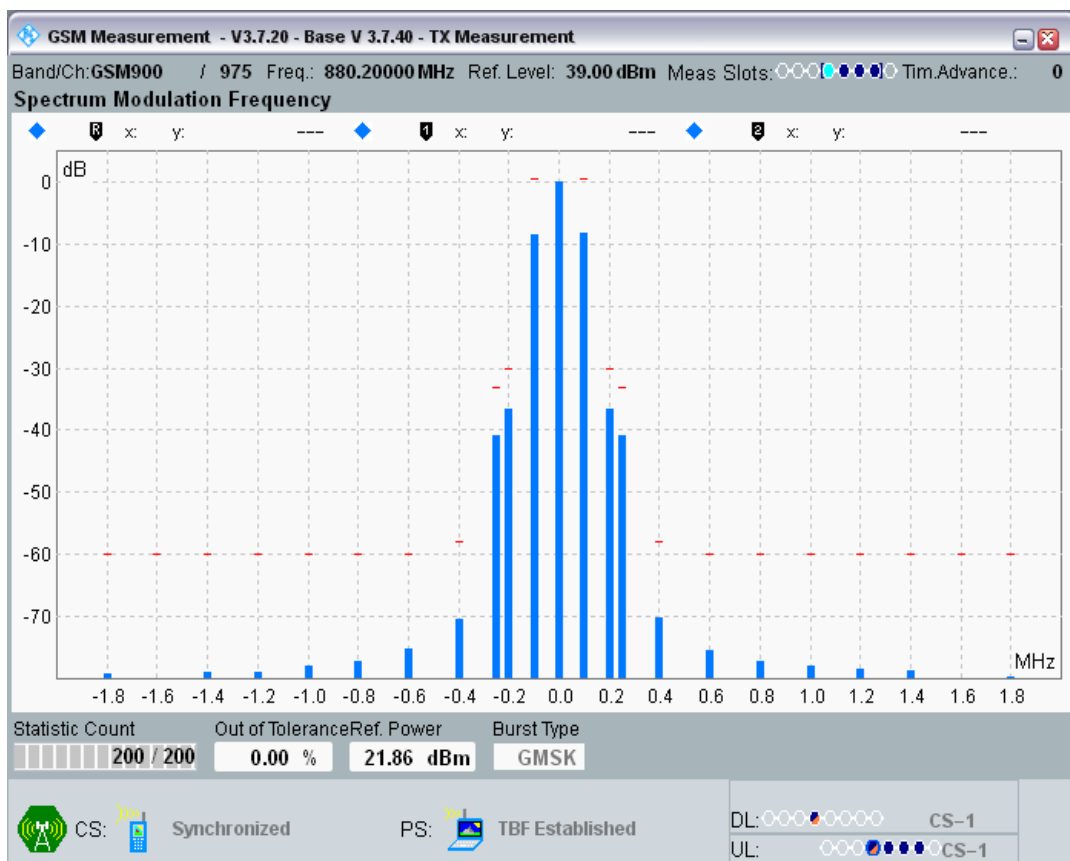 GSM Measurement - V3.7.20 - Base V 3.7.40 - TX Measurement
Band/Ch:GSM900 / 975 Freq.: 880.20000 MHz Ref. Level: 39.00 dBm Meas Slots: Tim.Advance.: 0
Spectrum Modulation Frequency
R x: y: --- 1 x: y: --- 2 x: y: ---
dB
0
-10
-20
-30
-40
-50
-60
-70
MHz
-1.8 -1.6 -1.4 -1.2 -1.0 -0.8 -0.6 -0.4 -0.2 0.0 0.2 0.4 0.6 0.8 1.0 1.2 1.4 1.6 1.8
Statistic Count Out of Tolerance Ref. Power Burst Type
200 / 200 0.00 % 21.86 dBm GMSK
CS: Synchronized PS: TBF Established
DL: CS-1
UL: CS-1